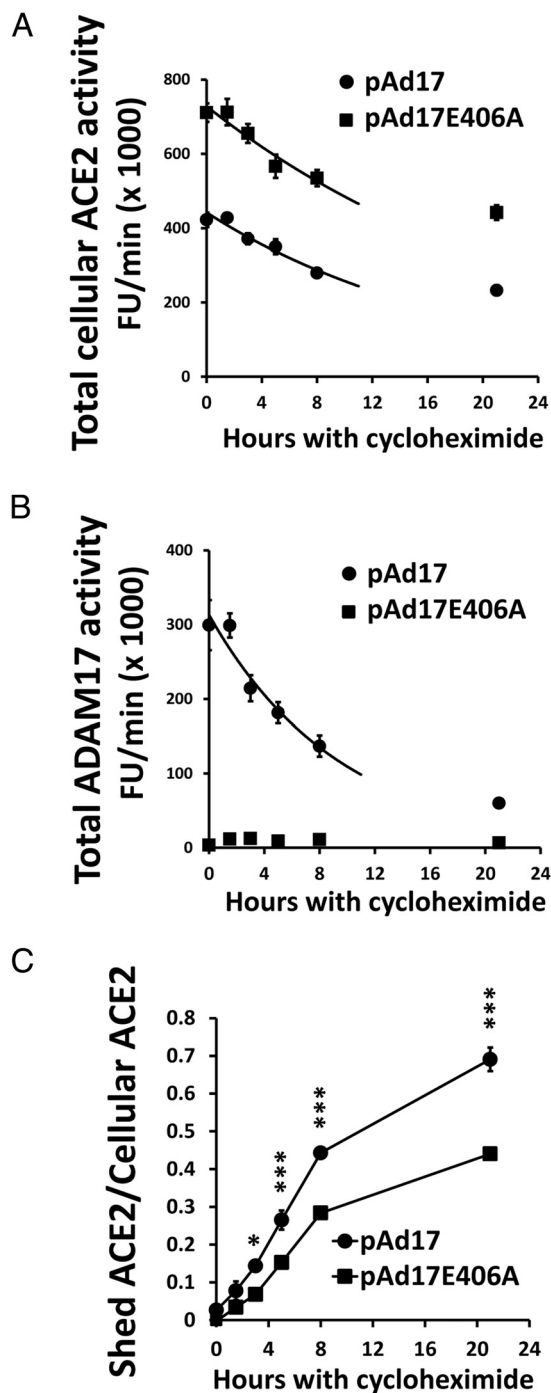 A
Total cellular ACE2 activity
FU/min (x 1000)
800
600
400
200
0
pAd17
pAd17E406A
0 4 8 12 16 20 24
Hours with cycloheximide
B
Total ADAM17 activity
FU/min (x 1000)
400
300
200
100
0
pAd17
pAd17E406A
0 4 8 12 16 20 24
Hours with cycloheximide
C
Shed ACE2/Cellular ACE2
0.8
0.7
0.6
0.5
0.4
0.3
0.2
0.1
0
*
***
***
***
pAd17
pAd17E406A
0 4 8 12 16 20 24
Hours with cycloheximide